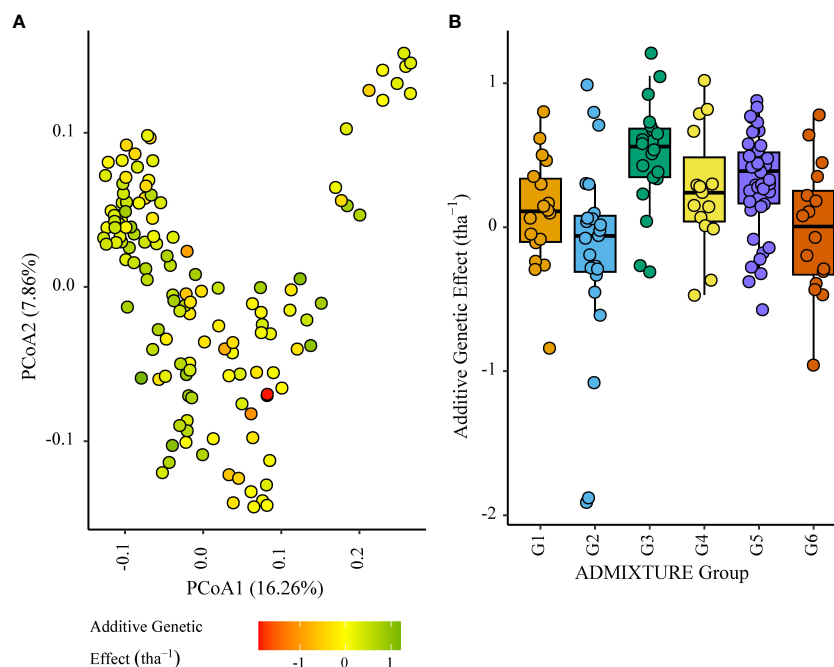 A
B
PCoA2 (7.86%)
0.1
0.0
-0.1
-0.1
0.0
0.1
0.2
PCoA1 (16.26%)
Additive Genetic
Effect (tha⁻¹)
-1
0
1
Additive Genetic Effect (tha⁻¹)
1
0
-1
-2
G1
G2
G3
G4
G5
G6
ADMIXTURE Group